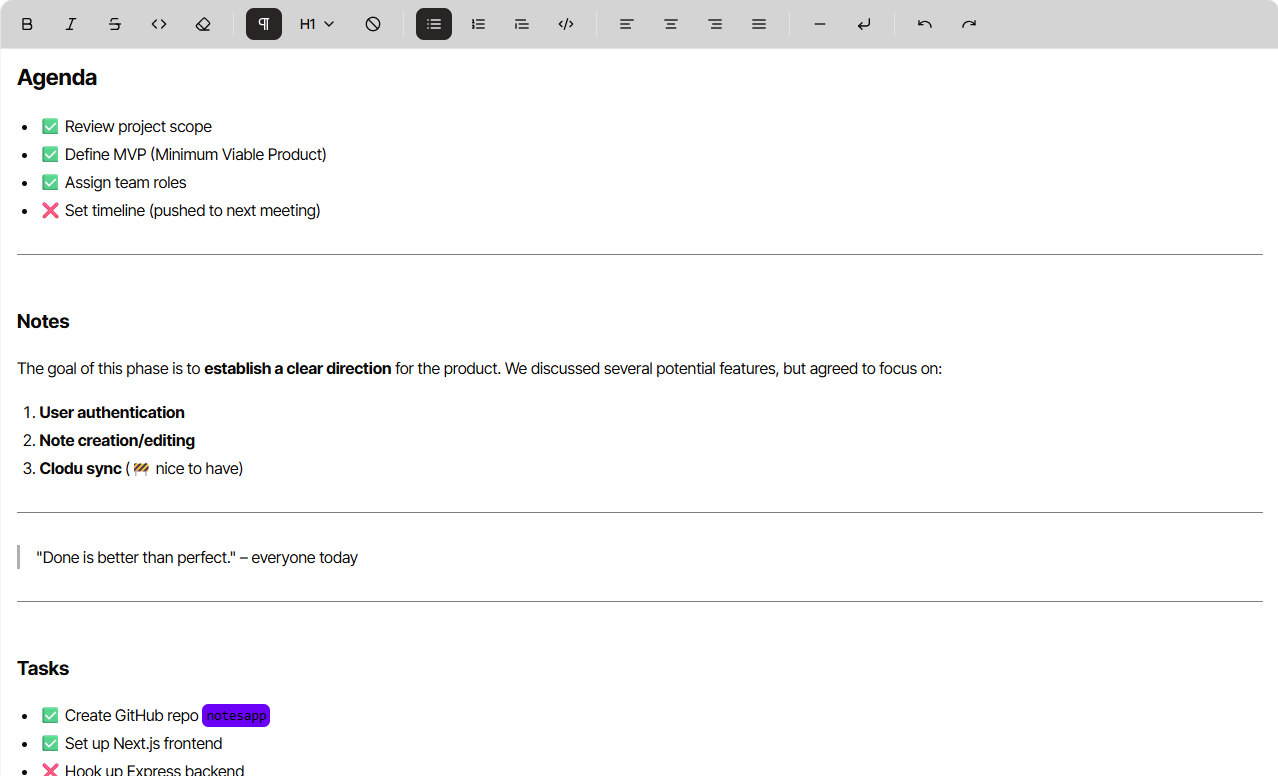 H1
Agenda
• ✅ Review project scope
• ✅ Define MVP (Minimum Viable Product)
• ✅ Assign team roles
• ❌ Set timeline (pushed to next meeting)
Notes
The goal of this phase is to establish a clear direction for the product. We discussed several potential features, but agreed to focus on:
1. User authentication
2. Note creation/editing
3. Clodu sync (🚧 nice to have)
"Done is better than perfect." – everyone today
Tasks
• ✅ Create GitHub repo notesapp
• ✅ Set up Next.js frontend
• ❌ Hook up Express backend